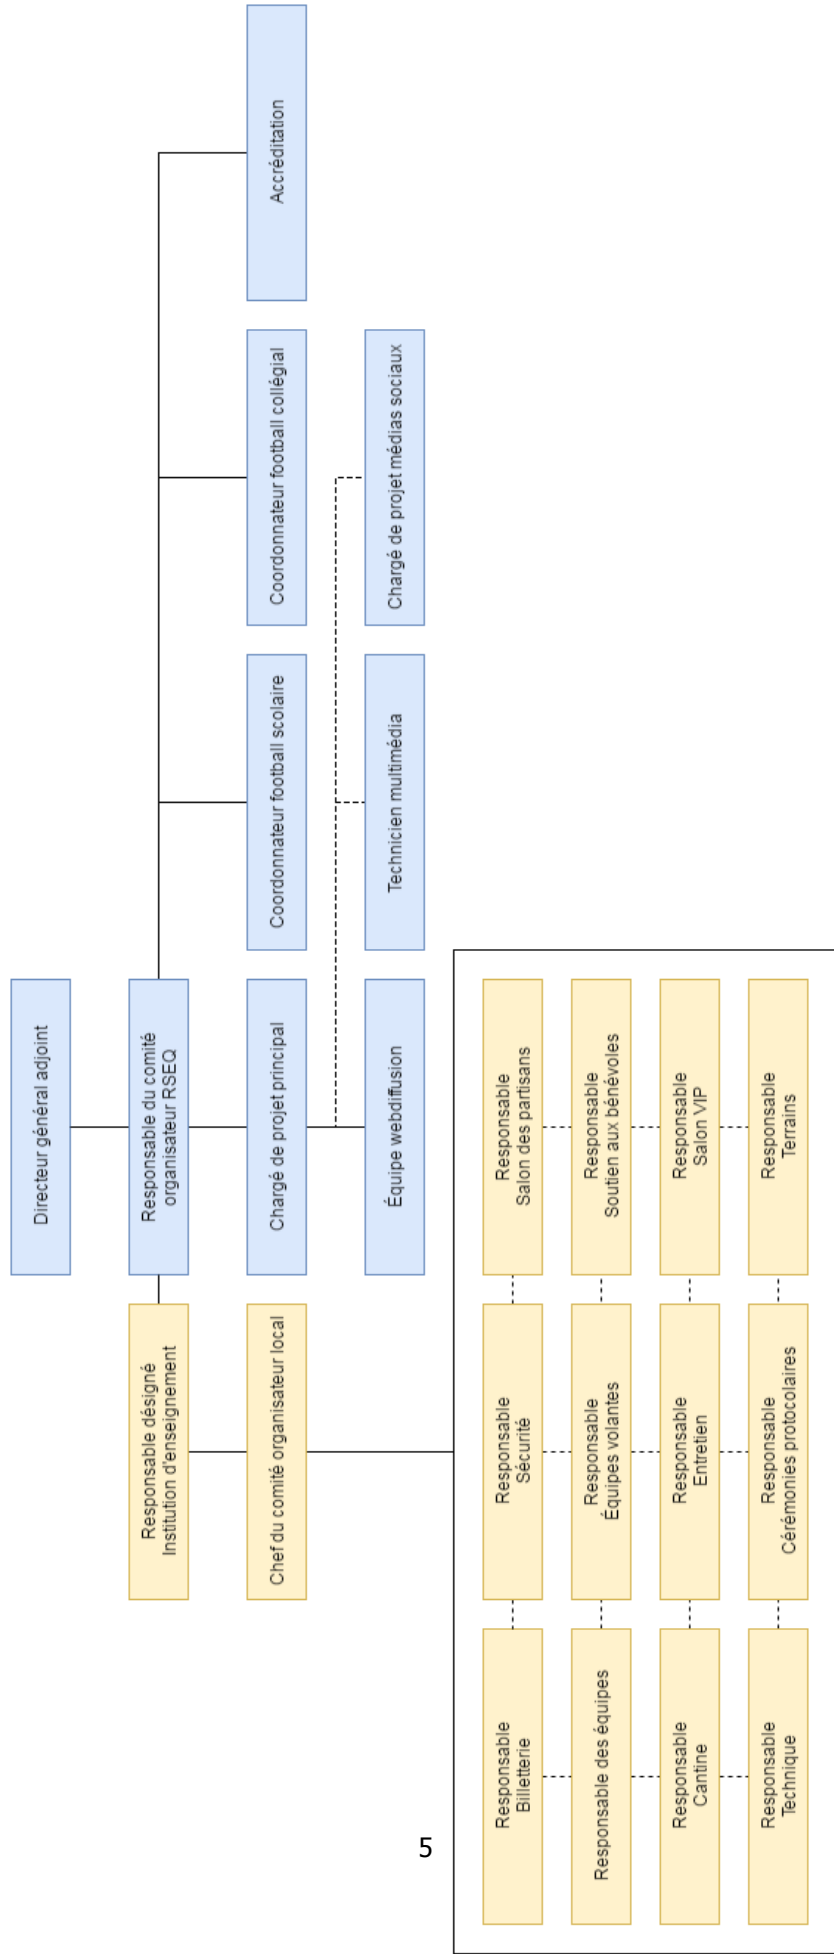 Directeur général adjoint
Responsable désigné
Institution d'enseignement
Responsable du comité
organisateur RSEQ
Chef du comité organisateur local
Chargé de projet principal
Coordonnateur football scolaire
Coordonnateur football collégial
Accréditation
Équipe webdiffusion
Technicien multimédia
Chargé de projet médias sociaux
Responsable
Billetterie
Responsable
Sécurité
Responsable
Salon des partisans
Responsable des équipes
Responsable
Équipes volantes
Responsable
Soutien aux bénévoles
Responsable
Cantine
Responsable
Entretien
Responsable
Salon VIP
Responsable
Technique
Responsable
Cérémonies protocolaires
Responsable
Terrains
5